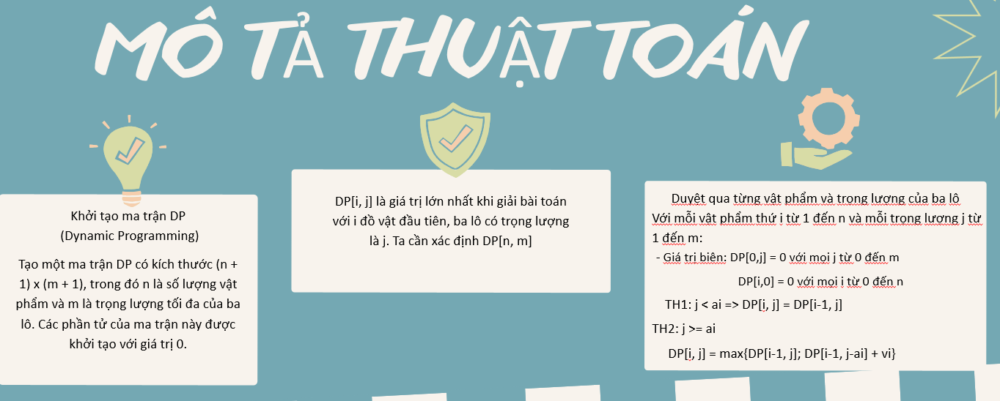 MÔ TẢ THUẬT TOÁN
Khởi tạo ma trận DP
(Dynamic Programming)
Tạo một ma trận DP có kích thước (n +
1) x (m + 1), trong đó n là số lượng vật
phẩm và m là trọng lượng tối đa của ba
lô. Các phần tử của ma trận này được
khởi tạo với giá trị 0.
DP[i, j] là giá trị lớn nhất khi giải bài toán
với i đồ vật đầu tiên, ba lô có trọng lượng
là j. Ta cần xác định DP[n, m]
Duyệt qua từng vật phẩm và trọng lượng của ba lô
Với mỗi vật phẩm thứ i từ 1 đến n và mỗi trọng lượng j từ
1 đến m:
- Giá trị biên: DP[0,j] = 0 với mọi j từ 0 đến m
DP[i,0] = 0 với mọi i từ 0 đến n
TH1: j < ai => DP[i, j] = DP[i-1, j]
TH2: j >= ai
DP[i, j] = max{DP[i-1, j]; DP[i-1, j-ai] + vi}